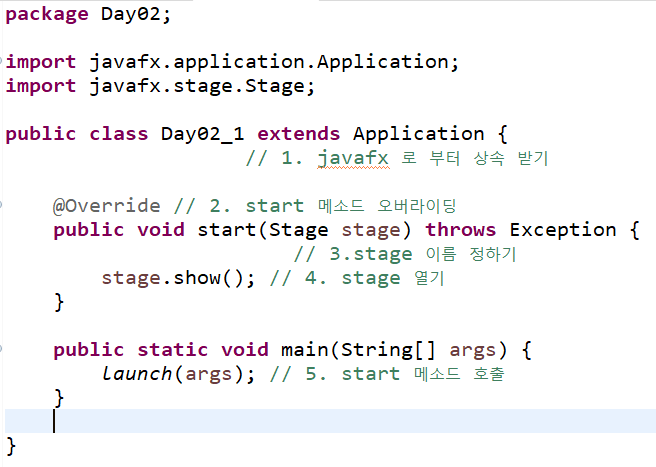 package Day02;
import javafx.application.Application;
import javafx.stage.Stage;
public class Day02_1 extends Application {
// 1. javafx 로 부터 상속 받기
@Override // 2. start 메소드 오버라이딩
public void start(Stage stage) throws Exception {
// 3.stage 이름 정하기
stage.show(); // 4. stage 열기
}
public static void main(String[] args) {
launch(args); // 5. start 메소드 호출
}
}